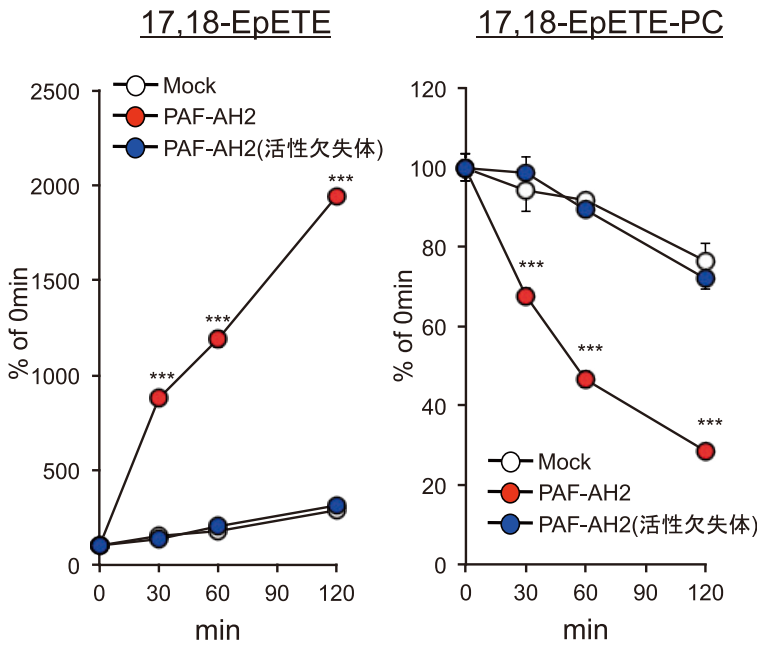 17,18-EpETE
2500
2000
1500
1000
500
0
% of 0min
Mock
PAF-AH2
PAF-AH2(活性欠失体)
***
***
***
0 30 60 90 120
min
17,18-EpETE-PC
120
100
80
60
40
20
0
% of 0min
***
***
***
Mock
PAF-AH2
PAF-AH2(活性欠失体)
0 30 60 90 120
min